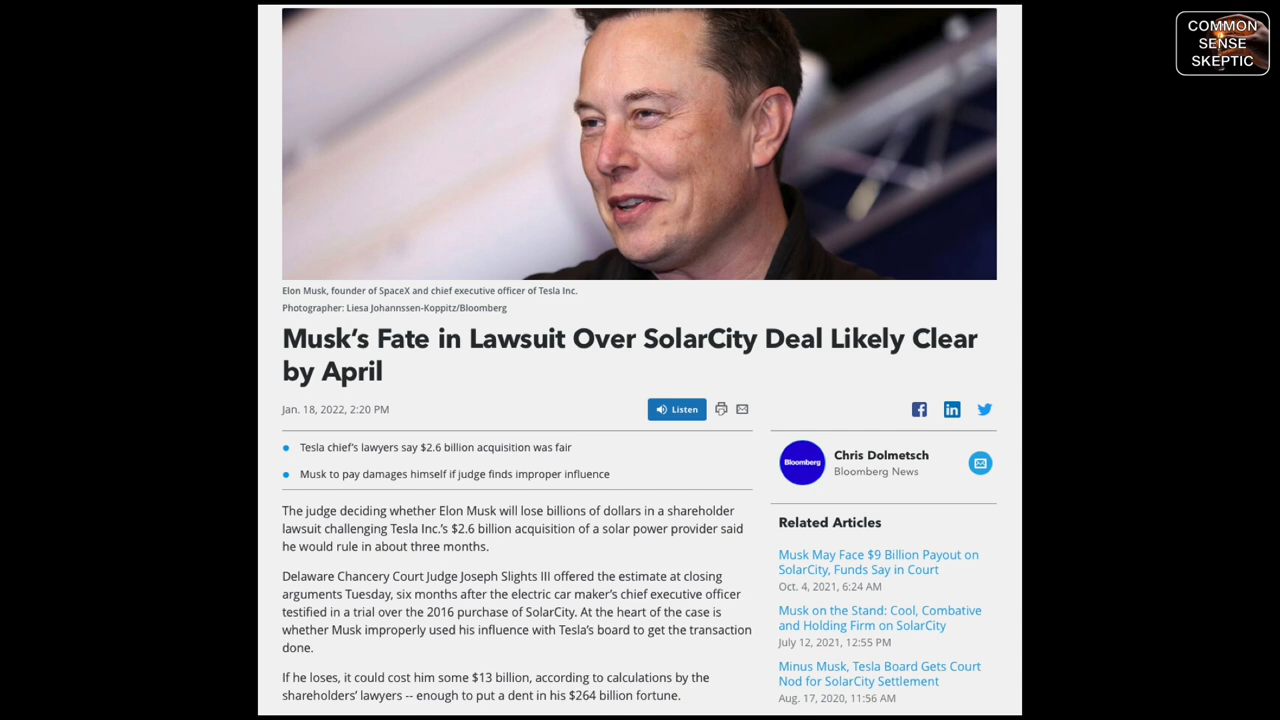 COMMON
SENSE
SKEPTIC
Elon Musk, founder of SpaceX and chief executive officer of Tesla Inc.
Photographer: Liesa Johannssen-Koppitz/Bloomberg
Musk's Fate in Lawsuit Over SolarCity Deal Likely Clear
by April
Jan. 18, 2022, 2:20 PM
Listen
Tesla chief's lawyers say $2.6 billion acquisition was fair
Musk to pay damages himself if judge finds improper influence
The judge deciding whether Elon Musk will lose billions of dollars in a shareholder
lawsuit challenging Tesla Inc.'s $2.6 billion acquisition of a solar power provider said
he would rule in about three months.
Delaware Chancery Court Judge Joseph Slights III offered the estimate at closing
arguments Tuesday, six months after the electric car maker's chief executive officer
testified in a trial over the 2016 purchase of SolarCity. At the heart of the case is
whether Musk improperly used his influence with Tesla's board to get the transaction
done.
If he loses, it could cost him some $13 billion, according to calculations by the
shareholders' lawyers -- enough to put a dent in his $264 billion fortune.
Bloomberg
Chris Dolmetsch
Bloomberg News
Related Articles
Musk May Face $9 Billion Payout on
SolarCity, Funds Say in Court
Oct. 4, 2021, 6:24 AM
Musk on the Stand: Cool, Combative
and Holding Firm on SolarCity
July 12, 2021, 12:55 PM
Minus Musk, Tesla Board Gets Court
Nod for SolarCity Settlement
Aug. 17, 2020, 11:56 AM